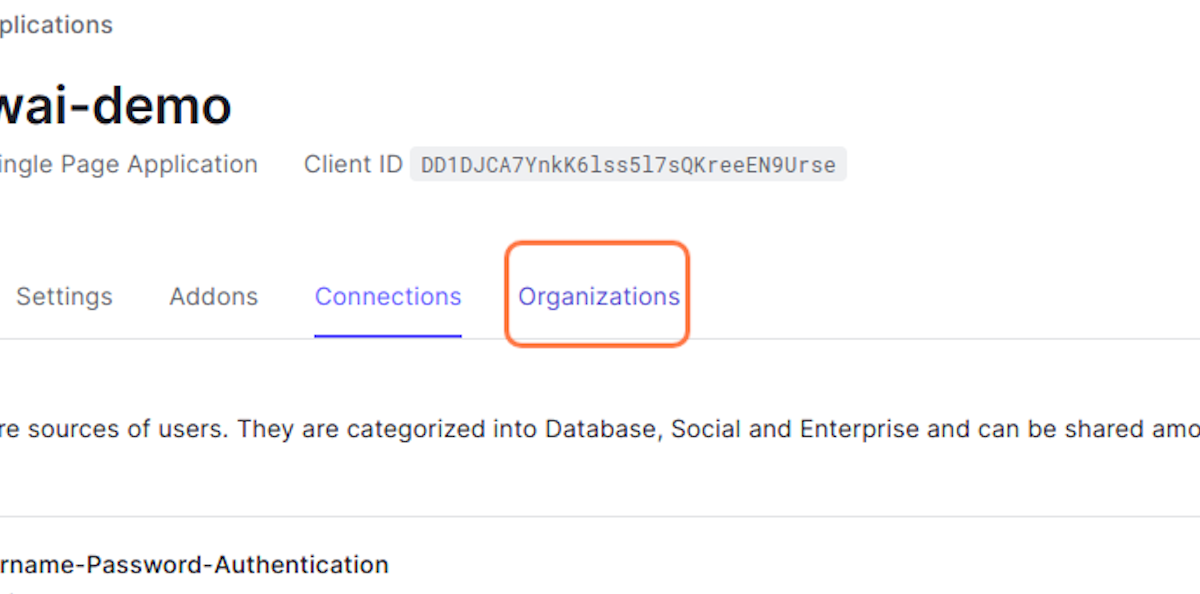 plications
wai-demo
ingle Page Application Client ID DD1DJCA7YnkK6lss5l7sQKreeEN9Urse
Settings Addons Connections Organizations
re sources of users. They are categorized into Database, Social and Enterprise and can be shared amo
rname-Password-Authentication